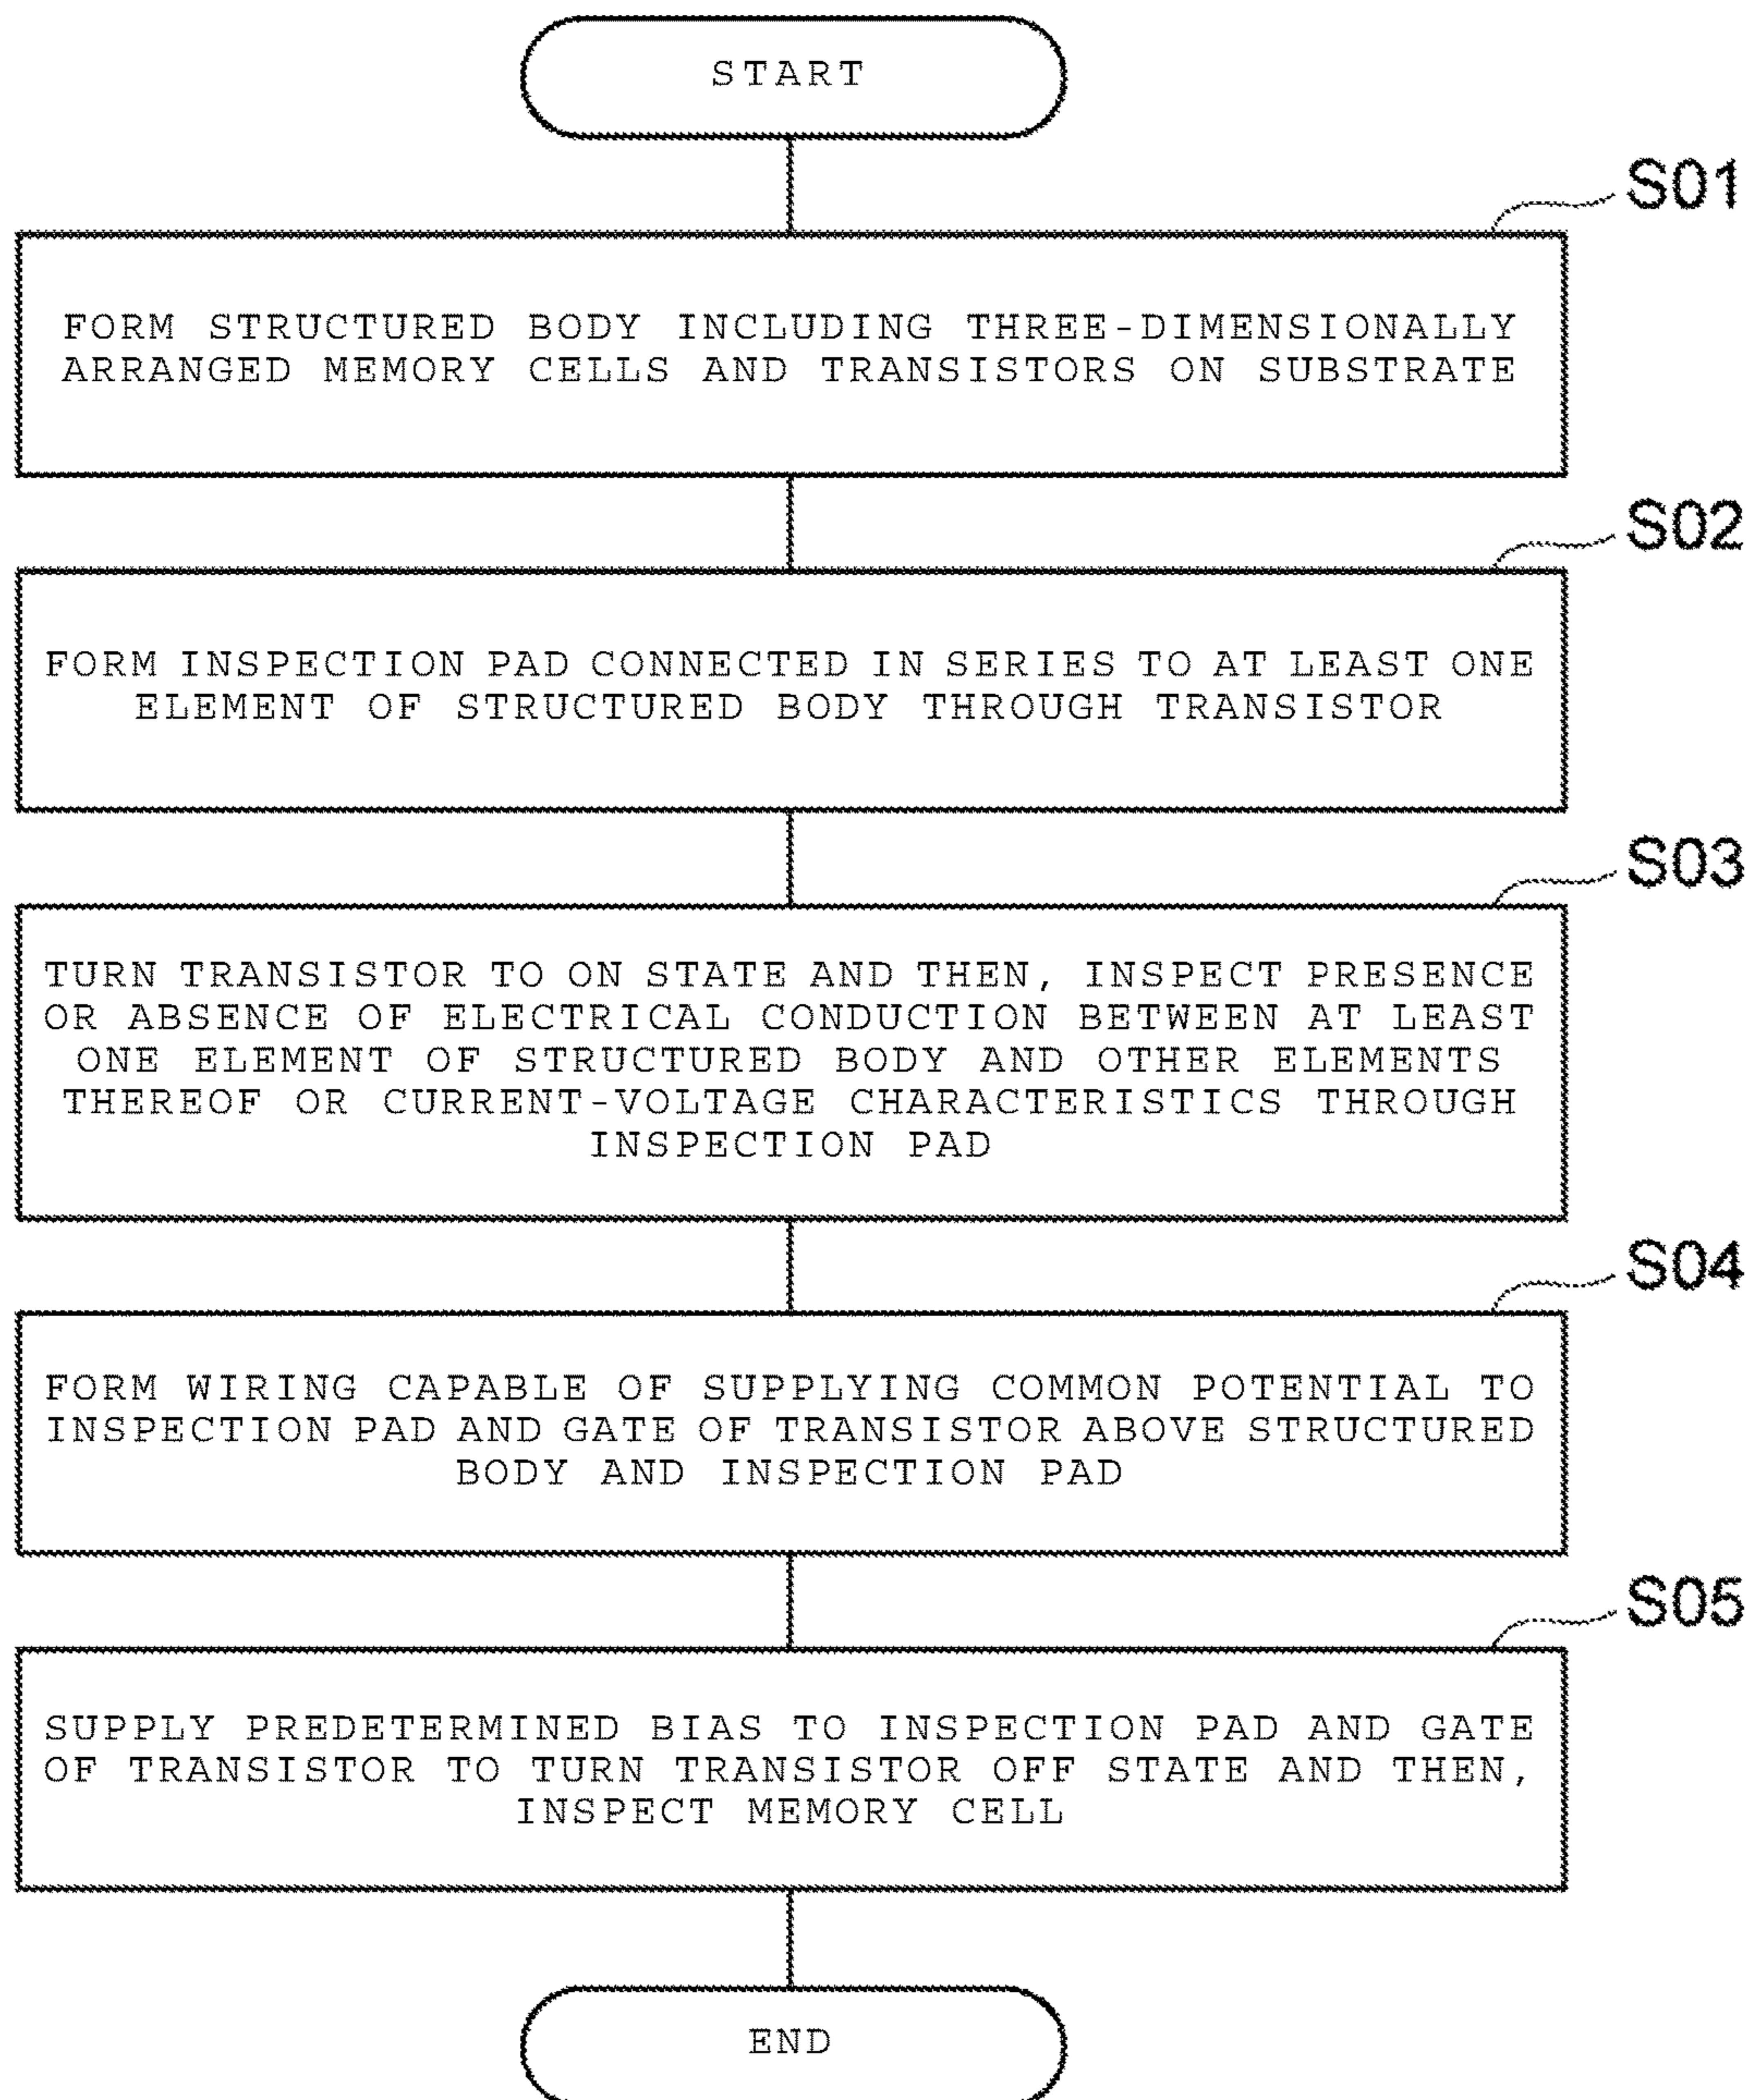 START
S01
FORM STRUCTURED BODY INCLUDING THREE-DIMENSIONALLY
ARRANGED MEMORY CELLS AND TRANSISTORS ON SUBSTRATE
S02
FORM INSPECTION PAD CONNECTED IN SERIES TO AT LEAST ONE
ELEMENT OF STRUCTURED BODY THROUGH TRANSISTOR
S03
TURN TRANSISTOR TO ON STATE AND THEN, INSPECT PRESENCE
OR ABSENCE OF ELECTRICAL CONDUCTION BETWEEN AT LEAST
ONE ELEMENT OF STRUCTURED BODY AND OTHER ELEMENTS
THEREOF OR CURRENT-VOLTAGE CHARACTERISTICS THROUGH
INSPECTION PAD
S04
FORM WIRING CAPABLE OF SUPPLYING COMMON POTENTIAL TO
INSPECTION PAD AND GATE OF TRANSISTOR ABOVE STRUCTURED
BODY AND INSPECTION PAD
S05
SUPPLY PREDETERMINED BIAS TO INSPECTION PAD AND GATE
OF TRANSISTOR TO TURN TRANSISTOR OFF STATE AND THEN,
INSPECT MEMORY CELL
END